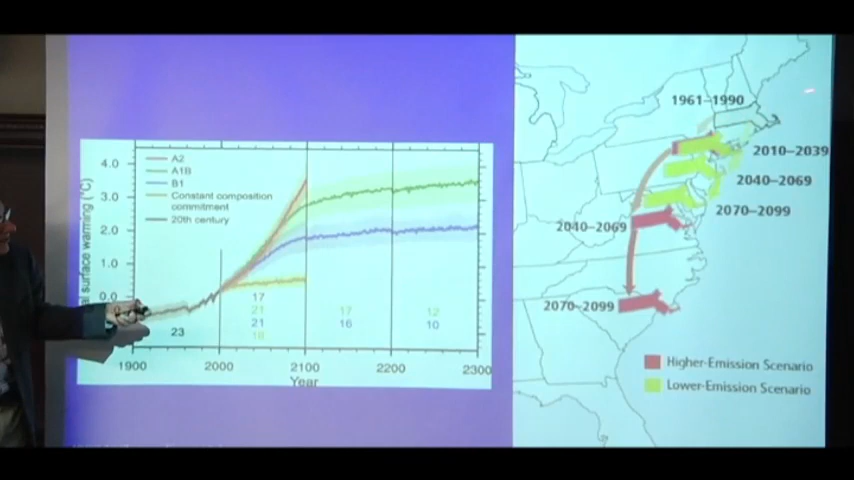 surface warming (°C)
4.0
3.0
2.0
1.0
0.0
A2
A1B
B1
Constant composition
commitment
20th century
23
17
21
21
18
17
16
12
10
1900
2000
2100
2200
2300
Year
1961–1990
2010–2039
2040–2069
2070–2099
2040–2069
2070–2099
Higher-Emission Scenario
Lower-Emission Scenario